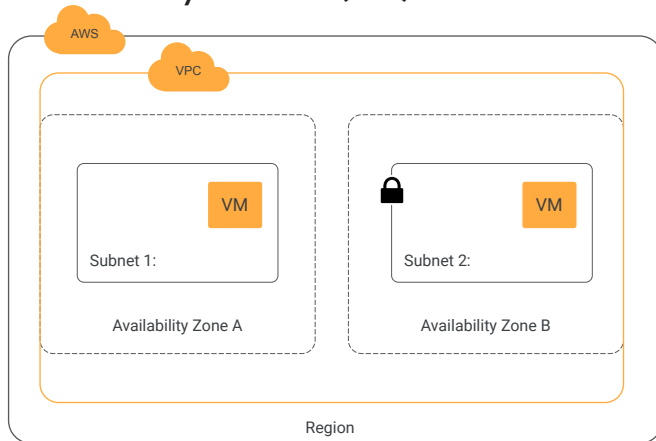 AWS
VPC
VM
VM
Subnet 1:
Subnet 2:
Availability Zone A
Availability Zone B
Region